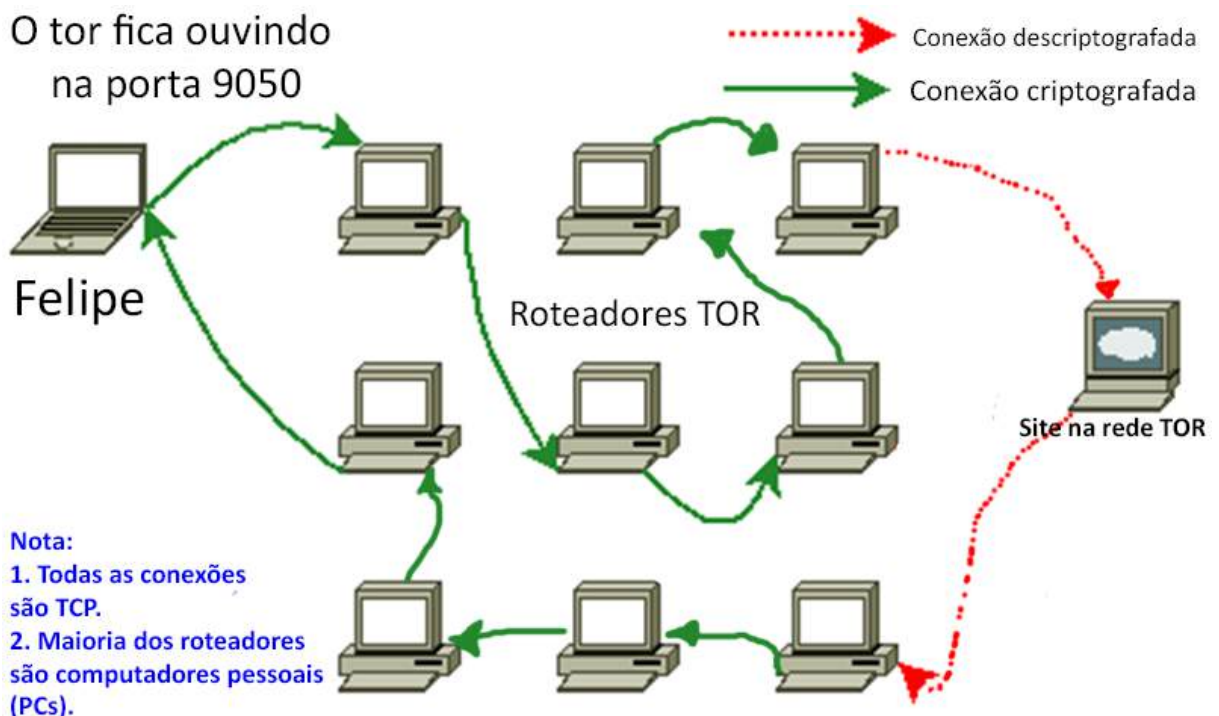 O tor fica ouvindo
na porta 9050
Conexão descriptografada
Conexão criptografada
Felipe
Roteadores TOR
Site na rede TOR
Nota:
1. Todas as conexões
são TCP.
2. Maioria dos roteadores
são computadores pessoais
(PCs).